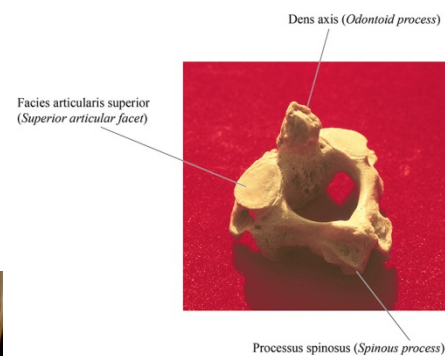 Dens axis (Odontoid process)
Facies articularis superior
(Superior articular facet)
Processus spinosus (Spinous process)